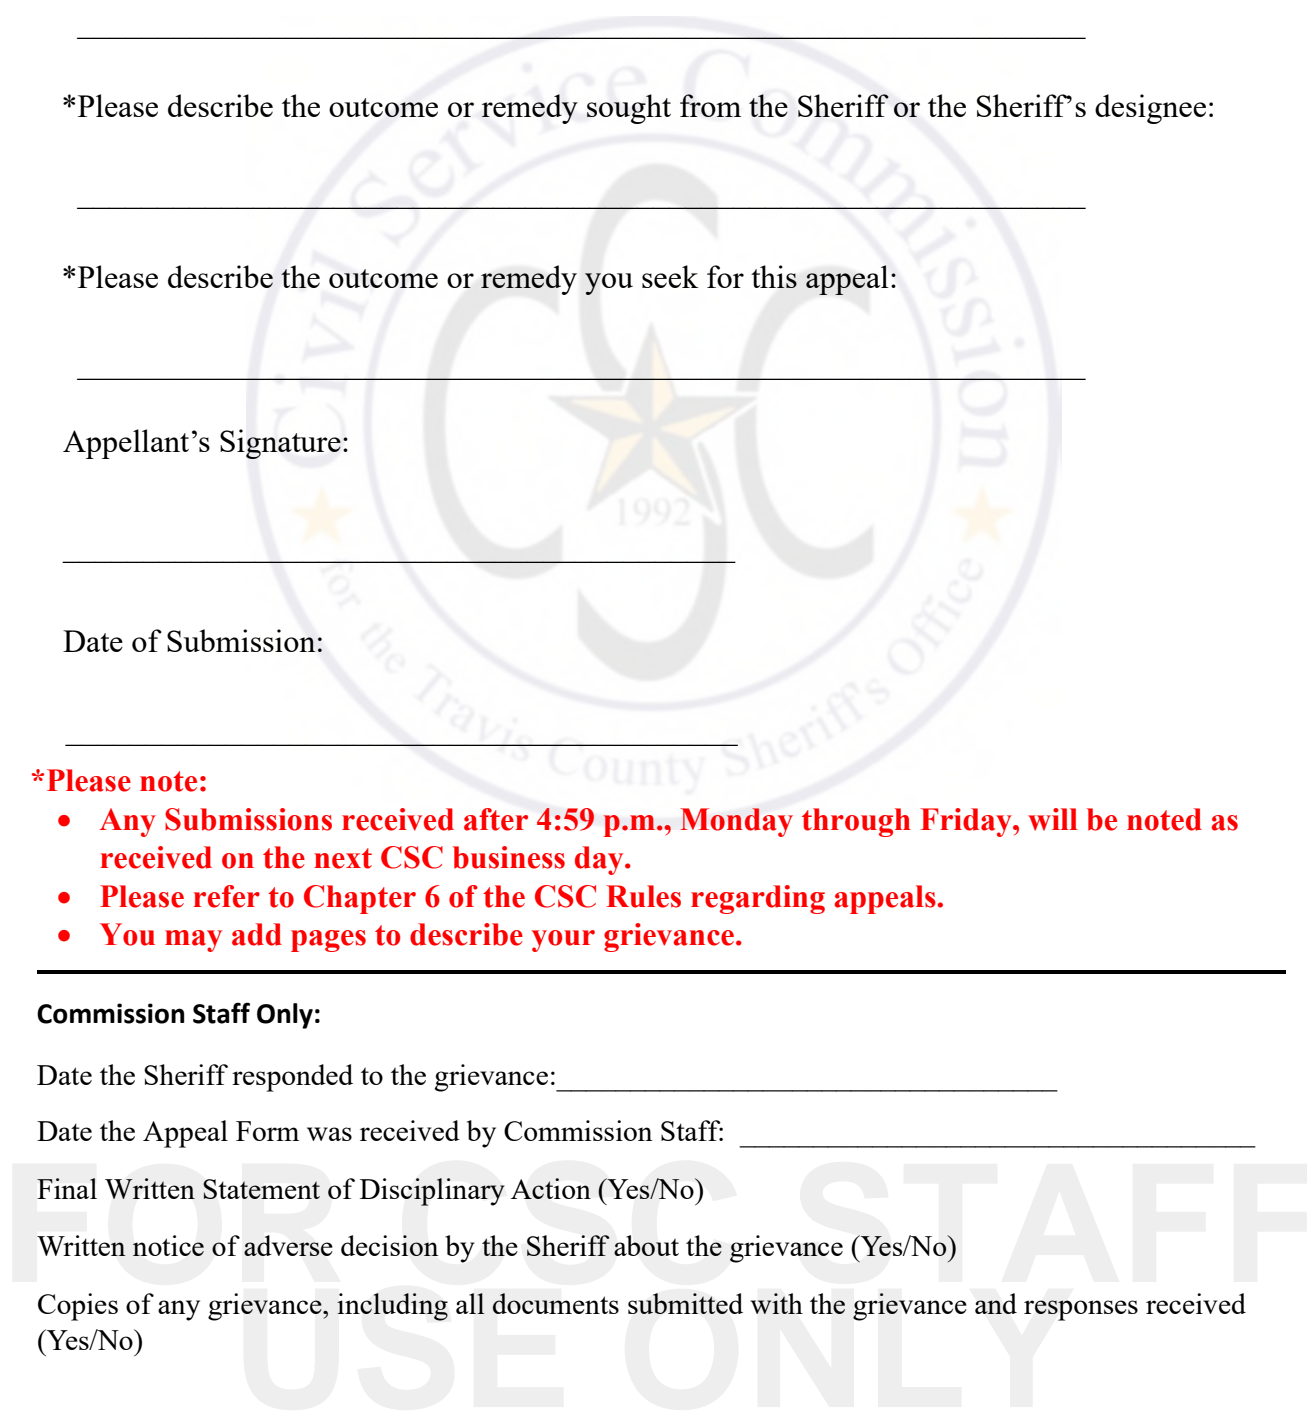 *Please describe the outcome or remedy sought from the Sheriff or the Sheriff’s designee:
*Please describe the outcome or remedy you seek for this appeal:
Appellant’s Signature:
Date of Submission:
Civil Service Commission
CSC
1992
for the Travis County Sheriff's Office
*Please note:
• Any Submissions received after 4:59 p.m., Monday through Friday, will be noted as
received on the next CSC business day.
• Please refer to Chapter 6 of the CSC Rules regarding appeals.
• You may add pages to describe your grievance.
Commission Staff Only:
Date the Sheriff responded to the grievance:
Date the Appeal Form was received by Commission Staff:
Final Written Statement of Disciplinary Action (Yes/No)
Written notice of adverse decision by the Sheriff about the grievance (Yes/No)
Copies of any grievance, including all documents submitted with the grievance and responses received
(Yes/No)
FOR CSC STAFF
USE ONLY